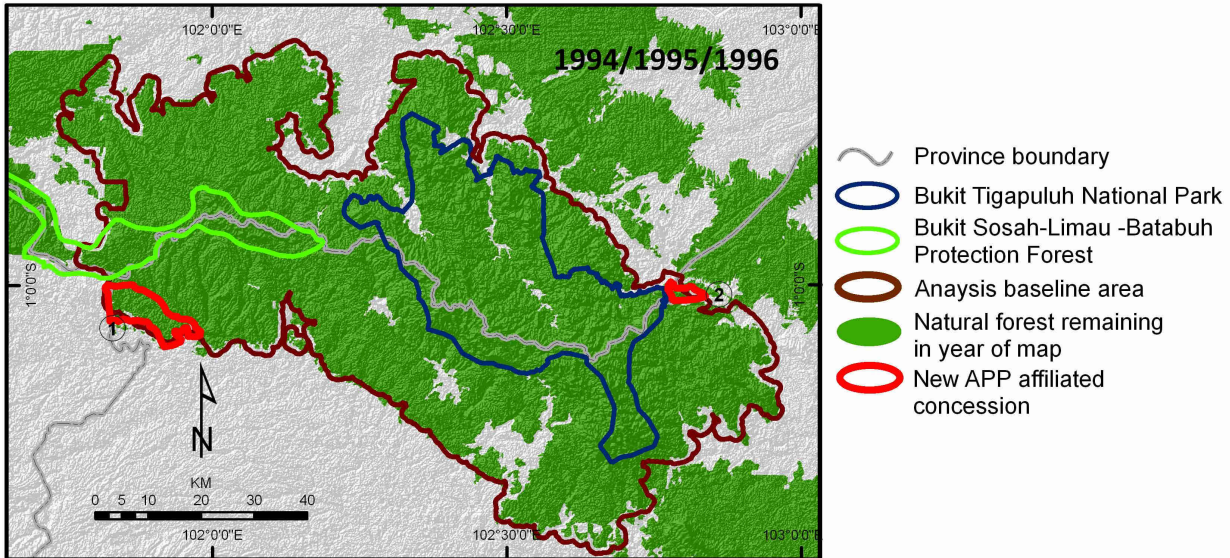 102°0'0"E
102°30'0"E
103°0'0"E
1994/1995/1996
1°0'0"S
1°0'0"S
1
2
N
KM
0 5 10 20 30 40
102°0'0"E
102°30'0"E
103°0'0"E
Province boundary
Bukit Tigapuluh National Park
Bukit Sosah-Limau -Batabuh
Protection Forest
Anaysis baseline area
Natural forest remaining
in year of map
New APP affiliated
concession